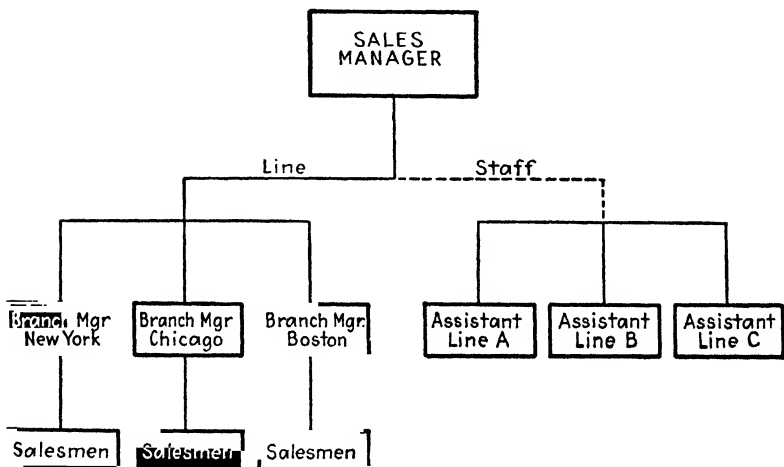 SALES
MANAGER
Line
Staff
Branch Mgr
New York
Branch Mgr
Chicago
Branch Mgr.
Boston
Assistant
Line A
Assistant
Line B
Assistant
Line C
Salesmen
Salesmen
Salesmen